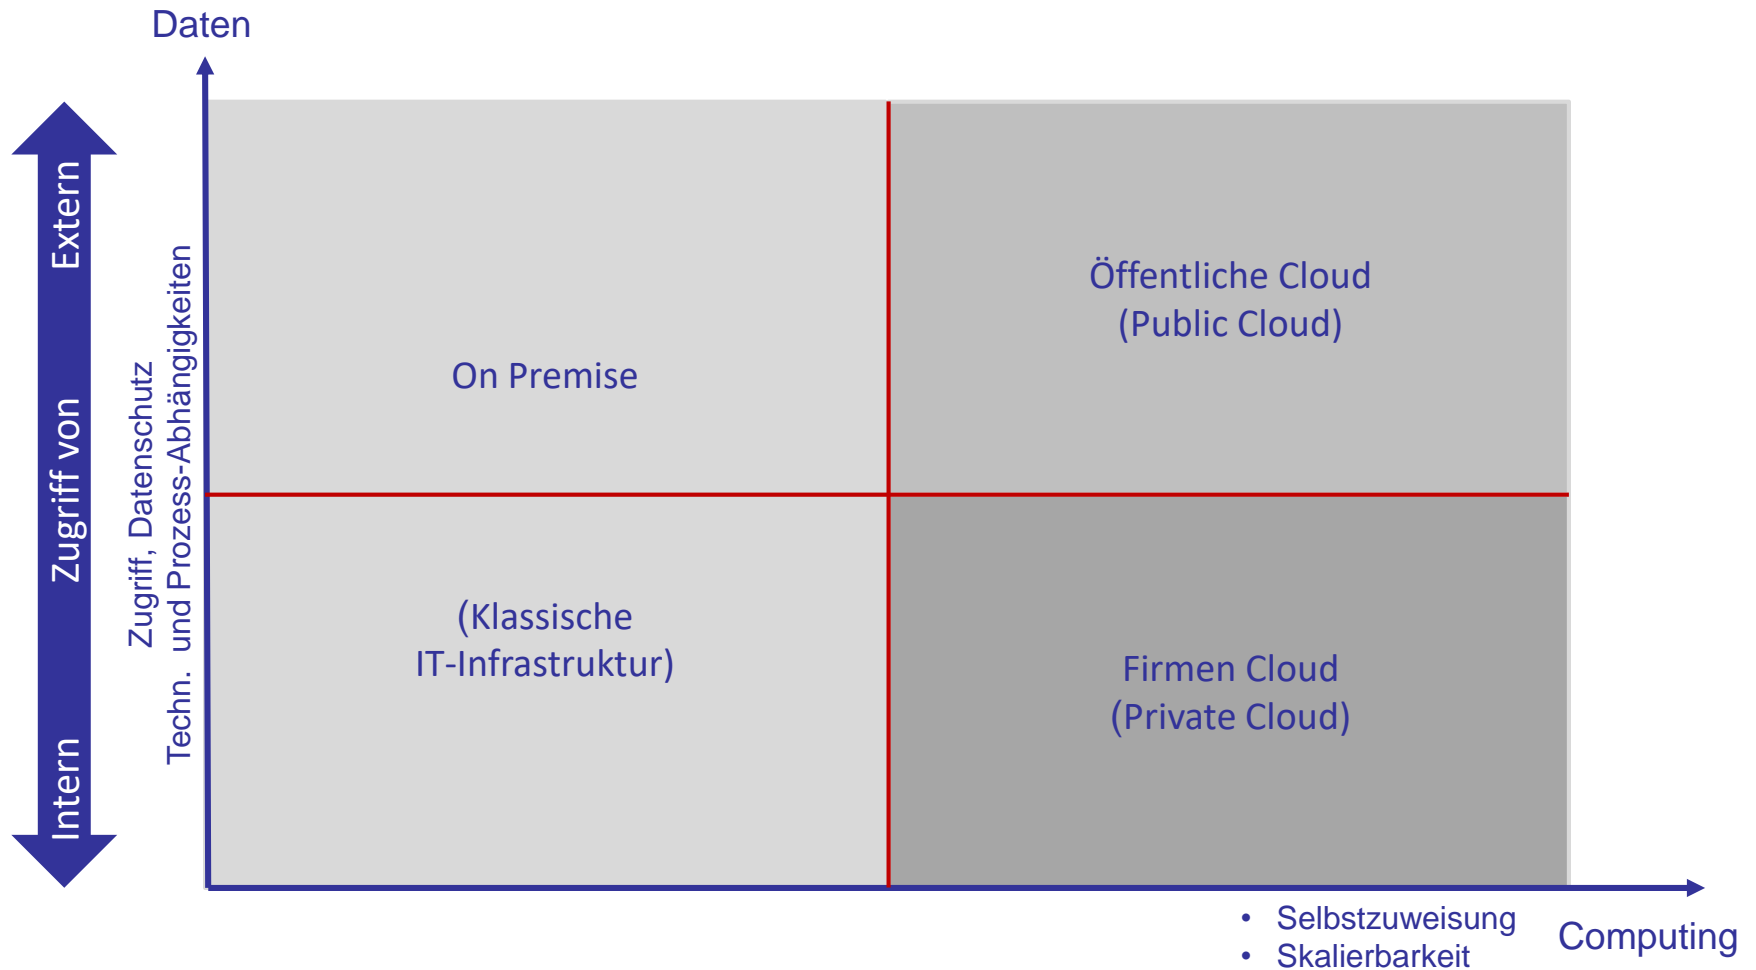 Daten
Extern
Zugriff von
Intern
Zugriff, Datenschutz
Techn. und Prozess-Abhängigkeiten
On Premise
(Klassische
IT-Infrastruktur)
Öffentliche Cloud
(Public Cloud)
Firmen Cloud
(Private Cloud)
• Selbstzuweisung
• Skalierbarkeit
Computing